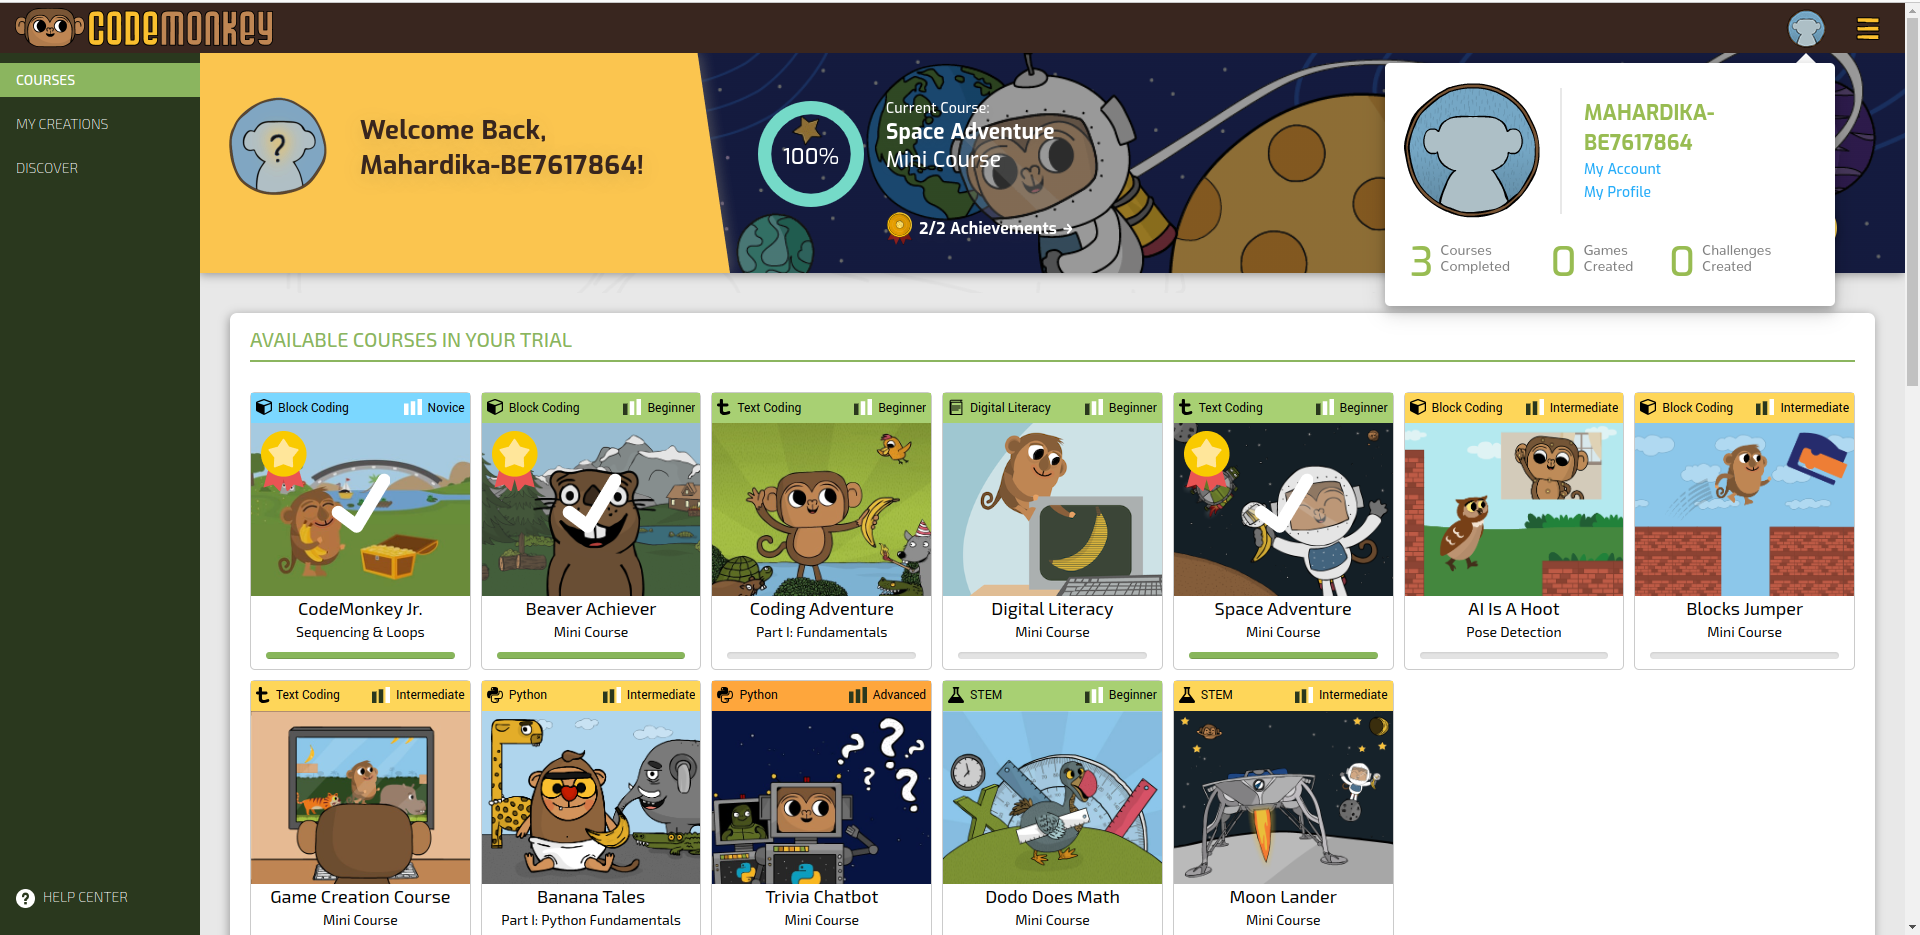 CODEMONKEY
COURSES
MY CREATIONS
DISCOVER
HELP CENTER
?
Welcome Back,
Mahardika-BE7617864!
100%
Current Course:
Space Adventure
Mini Course
2/2 Achievements →
MAHARDIKA-
BE7617864
My Account
My Profile
3 Courses Completed
0 Games Created
0 Challenges Created
AVAILABLE COURSES IN YOUR TRIAL
Block Coding Novice
CodeMonkey Jr.
Sequencing & Loops
Block Coding Beginner
Beaver Achiever
Mini Course
Text Coding Beginner
Coding Adventure
Part I: Fundamentals
Digital Literacy Beginner
Digital Literacy
Mini Course
Text Coding Beginner
Space Adventure
Mini Course
Block Coding Intermediate
AI Is A Hoot
Pose Detection
Block Coding Intermediate
Blocks Jumper
Mini Course
Text Coding Intermediate
Game Creation Course
Mini Course
Python Intermediate
Banana Tales
Part I: Python Fundamentals
Python Advanced
Trivia Chatbot
Mini Course
STEM Beginner
Dodo Does Math
Mini Course
STEM Intermediate
Moon Lander
Mini Course